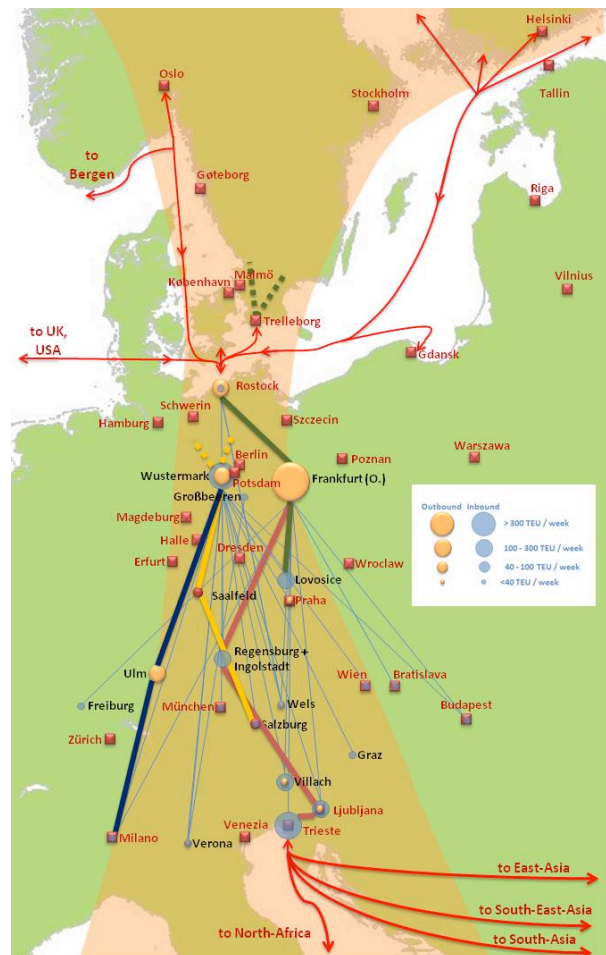 Helsinki
Oslo
Stockholm
Tallin
to
Bergen
Gøteborg
Riga
København
Malmö
Vilnius
Trelleborg
to UK,
USA
Gdansk
Rostock
Schwerin
Hamburg
Szczecin
Berlin
Poznan
Warszawa
Wustermark
Potsdam
Frankfurt (O.)
Großbeeren
Magdeburg
Halle
Erfurt
Dresden
Wroclaw
Lovosice
Praha
Saalfeld
Outbound Inbound
> 300 TEU / week
100 - 300 TEU / week
40 - 100 TEU / week
<40 TEU / week
Regensburg +
Ingolstadt
Ulm
Wien
Bratislava
Freiburg
München
Wels
Budapest
Salzburg
Zürich
Graz
Villach
Ljubljana
Milano
Verona
Venezia
Trieste
to East-Asia
to South-East-Asia
to North-Africa
to South-Asia